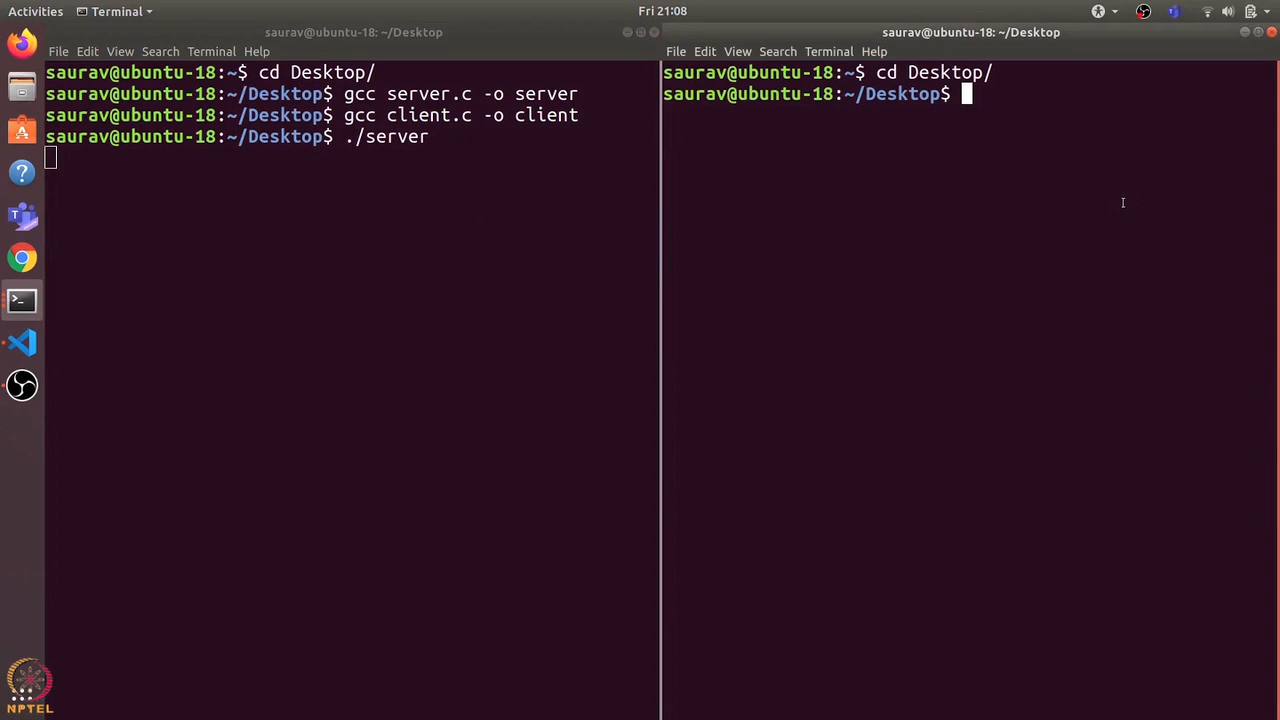 Activities Terminal Fri 21:08
saurav@ubuntu-18: ~/Desktop
File Edit View Search Terminal Help
saurav@ubuntu-18:~$ cd Desktop/
saurav@ubuntu-18:~/Desktop$ gcc server.c -o server
saurav@ubuntu-18:~/Desktop$ gcc client.c -o client
saurav@ubuntu-18:~/Desktop$ ./server
saurav@ubuntu-18: ~/Desktop
File Edit View Search Terminal Help
saurav@ubuntu-18:~$ cd Desktop/
saurav@ubuntu-18:~/Desktop$
NPTEL